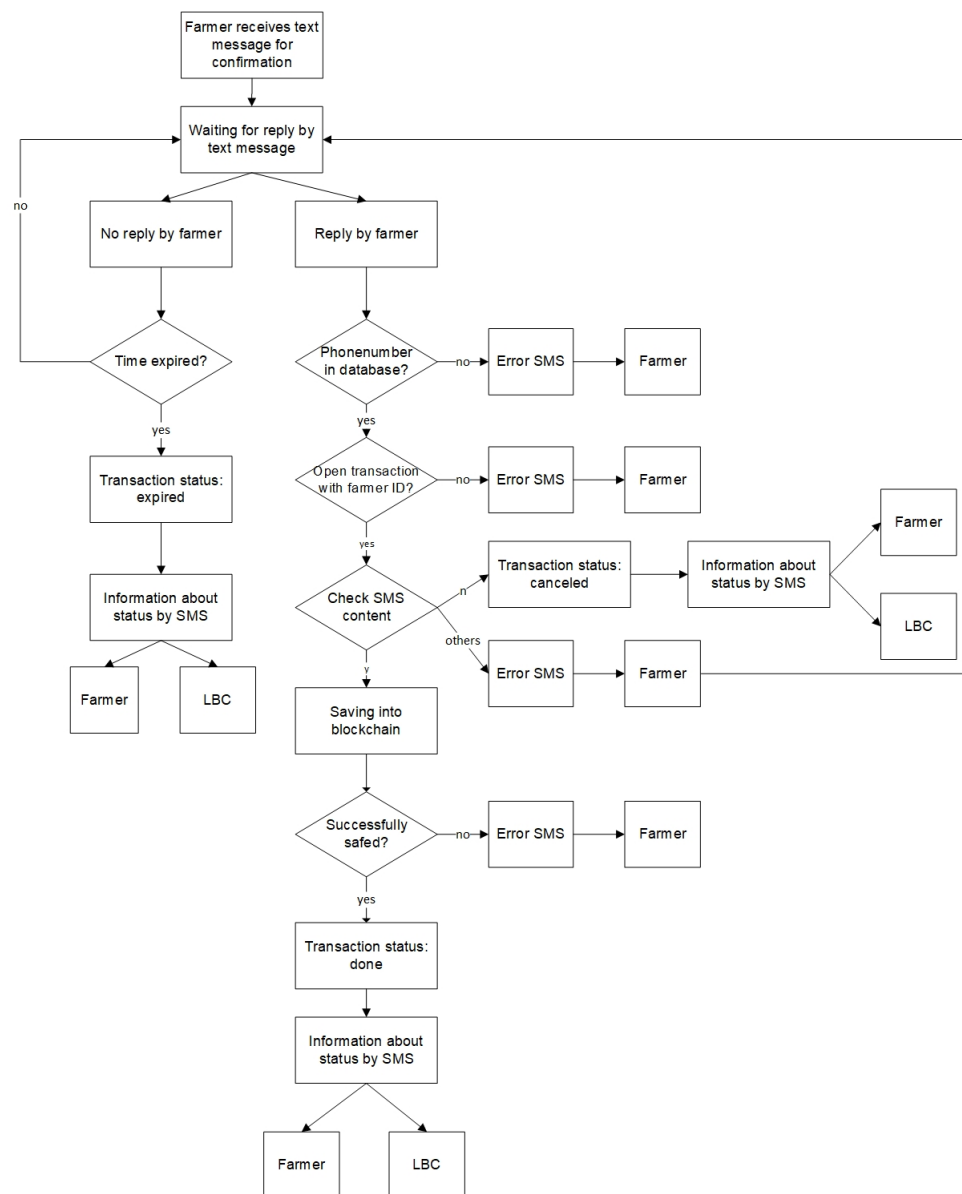 Farmer receives text
message for
confirmation
Waiting for reply by
text message
no
No reply by farmer
Reply by farmer
Time expired?
Phonenumber
in database?
no
Error SMS
Farmer
yes
yes
Transaction status:
expired
Open transaction
with farmer ID?
no
Error SMS
Farmer
Farmer
yes
Transaction status:
canceled
Information about
status by SMS
Information about
status by SMS
Check SMS
content
n
LBC
others
Farmer
LBC
y
Error SMS
Farmer
Saving into
blockchain
Successfully
safed?
no
Error SMS
Farmer
yes
Transaction status:
done
Information about
status by SMS
Farmer
LBC